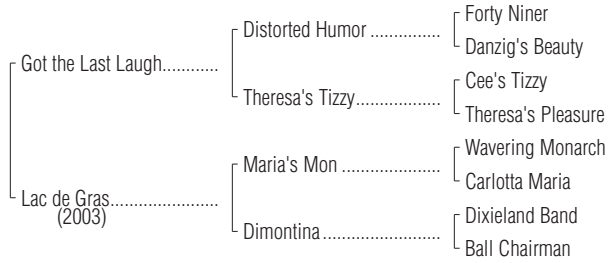 Forty Niner
Distorted Humor ...............
Danzig's Beauty
Got the Last Laugh............
Cee's Tizzy
Theresa's Tizzy..................
Theresa's Pleasure
Wavering Monarch
Maria's Mon .....................
Carlotta Maria
Lac de Gras.......................
(2003)
Dixieland Band
Dimontina.........................
Ball Chairman